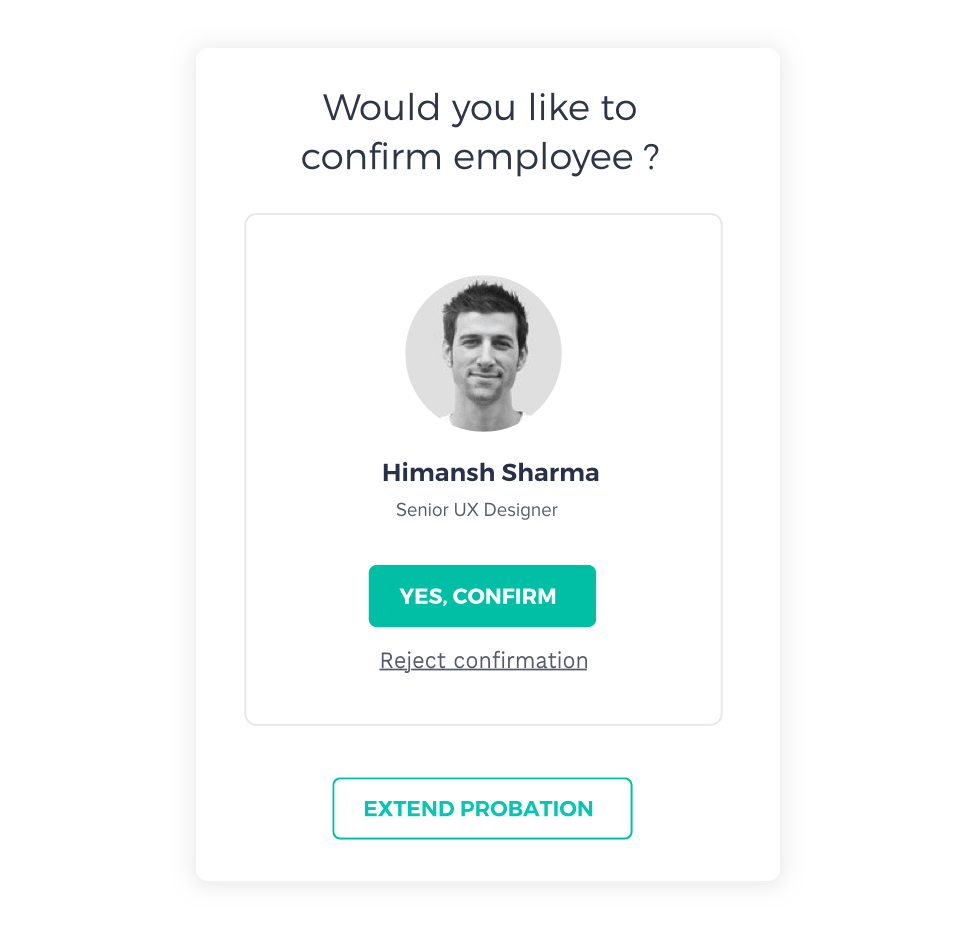 Would you like to
confirm employee ?
Himansh Sharma
Senior UX Designer
YES, CONFIRM
Reject confirmation
EXTEND PROBATION